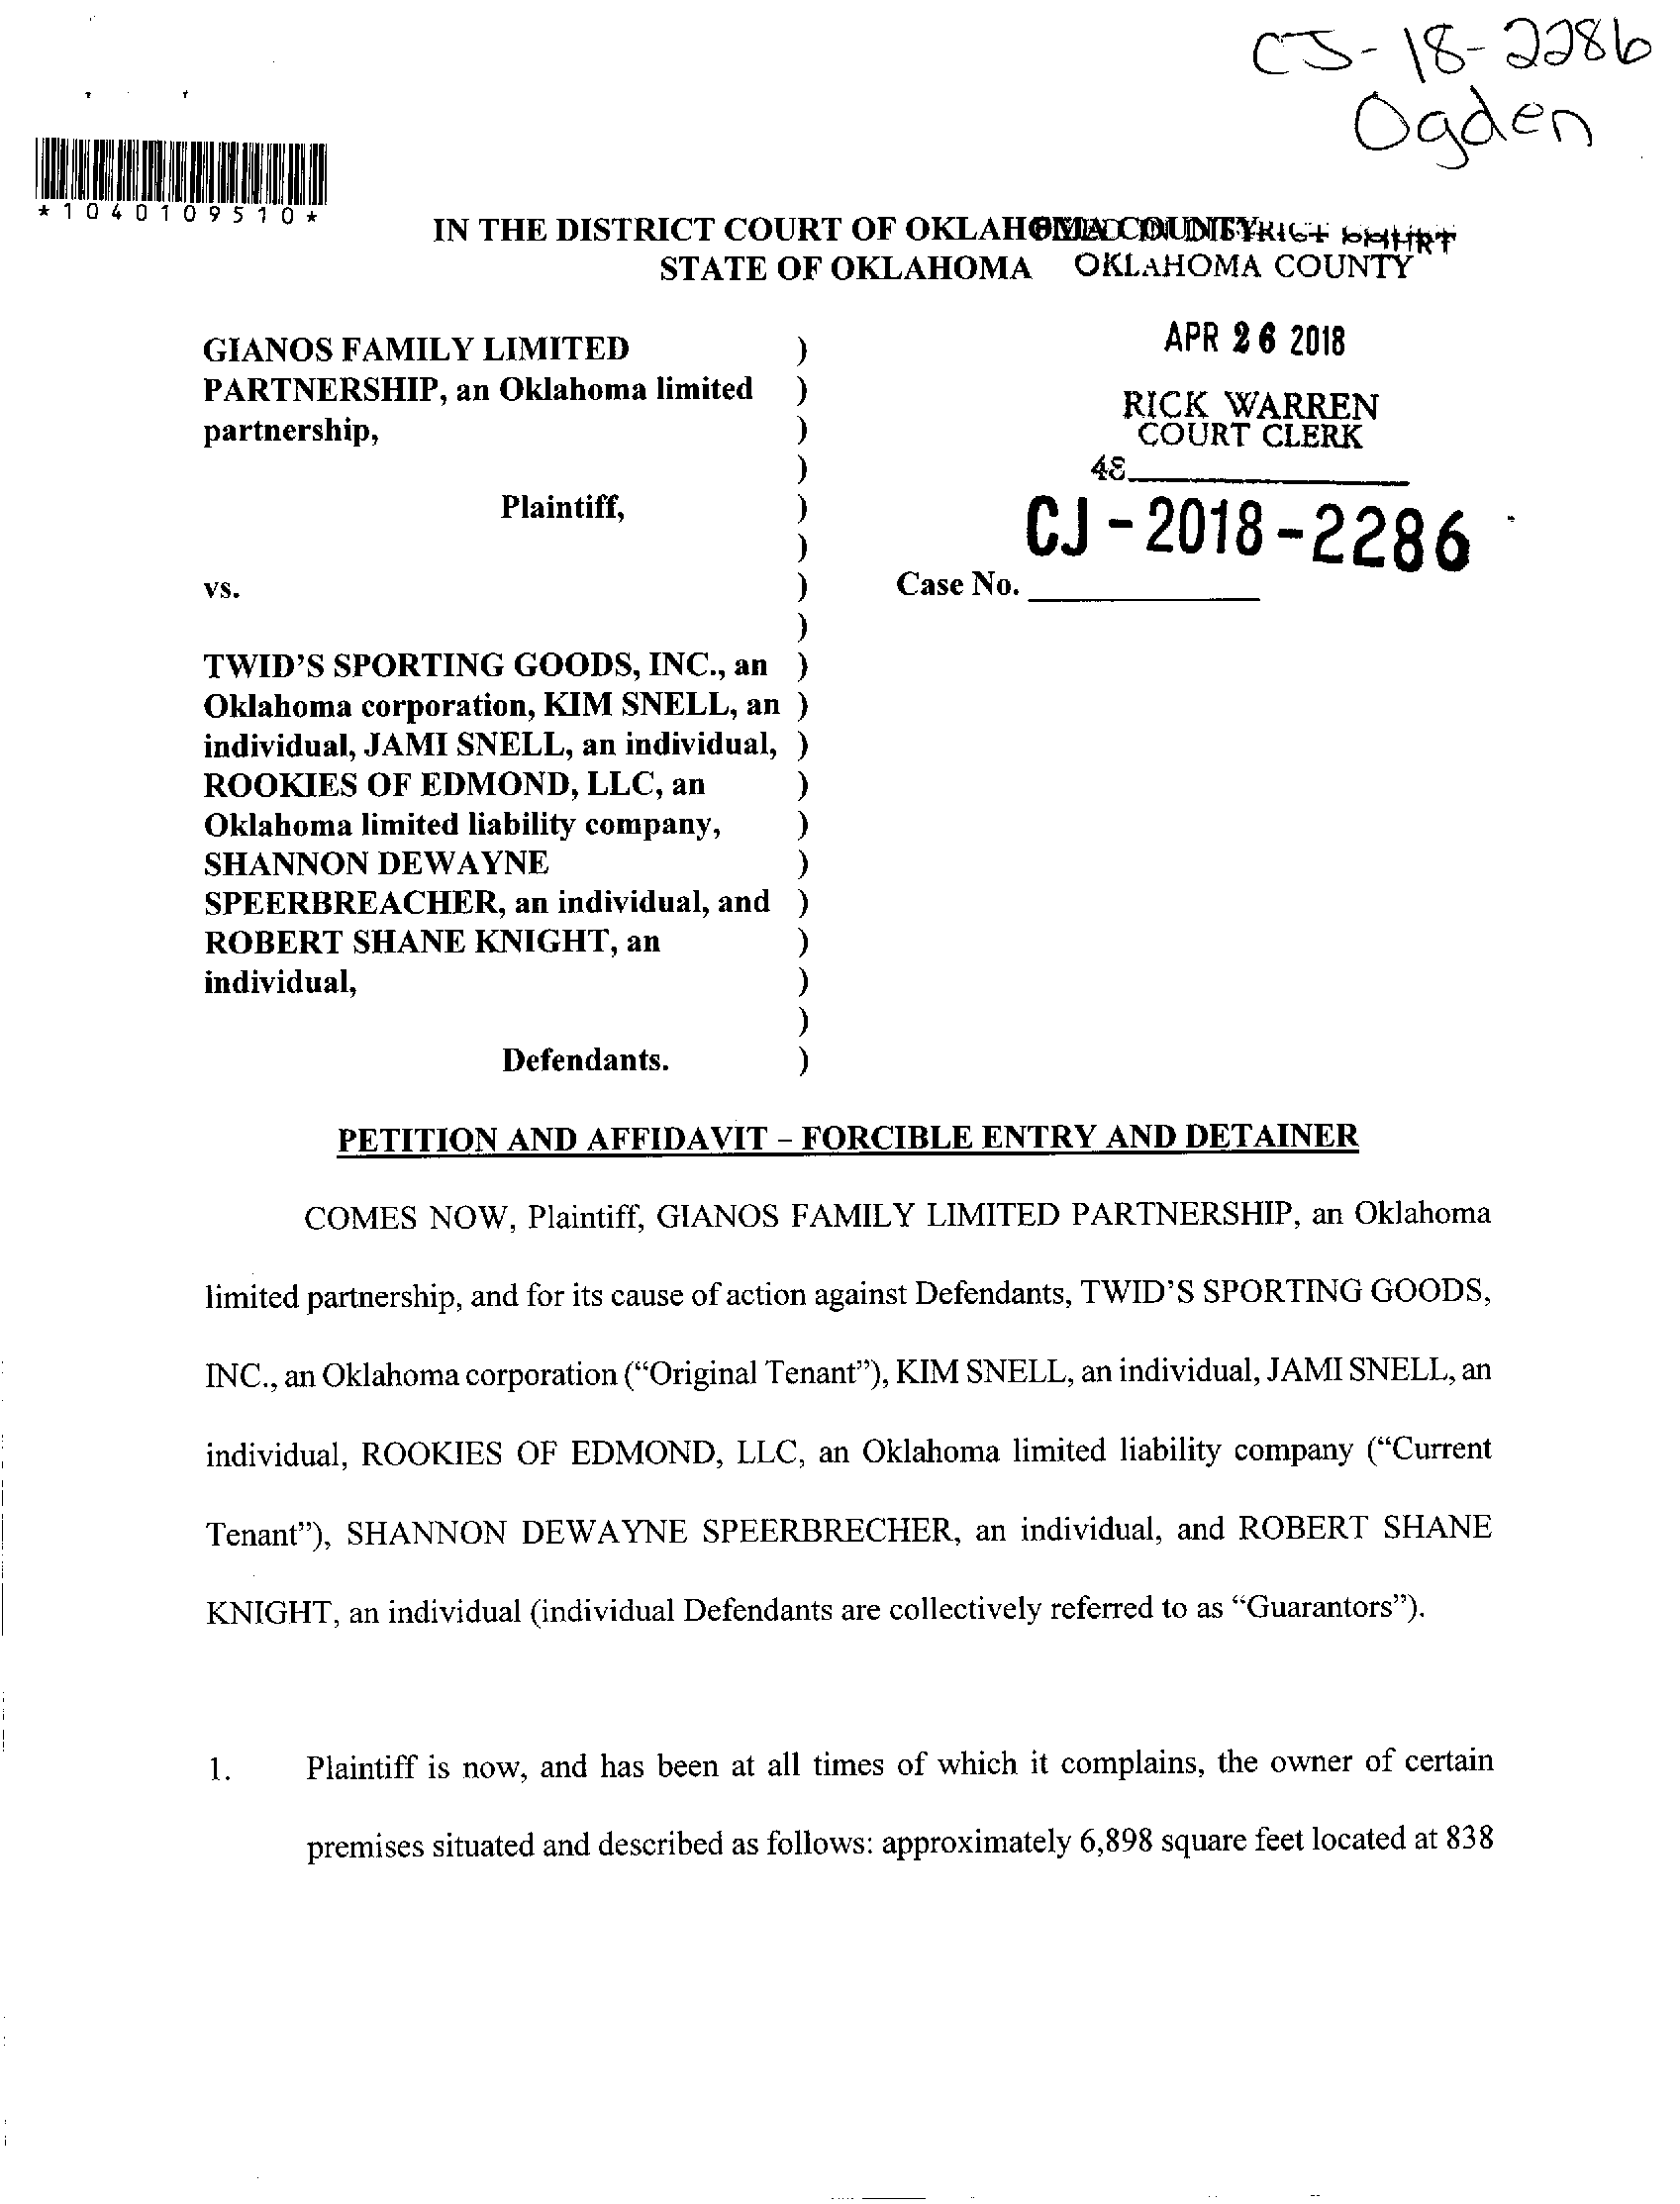 CJ-18-2286
Ogden
*1040109510*
IN THE DISTRICT COURT OF OKLAHOMA COUNTY
STATE OF OKLAHOMA OKLAHOMA COUNTY
APR 26 2018
GIANOS FAMILY LIMITED )
PARTNERSHIP, an Oklahoma limited )
RICK WARREN
partnership, )
COURT CLERK
)
48
Plaintiff, )
CJ-2018-2286
)
vs. ) Case No.
)
TWID'S SPORTING GOODS, INC., an )
Oklahoma corporation, KIM SNELL, an )
individual, JAMI SNELL, an individual, )
ROOKIES OF EDMOND, LLC, an )
Oklahoma limited liability company, )
SHANNON DEWAYNE )
SPEERBREACHER, an individual, and )
ROBERT SHANE KNIGHT, an )
individual, )
)
Defendants. )
PETITION AND AFFIDAVIT – FORCIBLE ENTRY AND DETAINER
COMES NOW, Plaintiff, GIANOS FAMILY LIMITED PARTNERSHIP, an Oklahoma
limited partnership, and for its cause of action against Defendants, TWID'S SPORTING GOODS,
INC., an Oklahoma corporation ("Original Tenant"), KIM SNELL, an individual, JAMI SNELL, an
individual, ROOKIES OF EDMOND, LLC, an Oklahoma limited liability company ("Current
Tenant"), SHANNON DEWAYNE SPEERBRECHER, an individual, and ROBERT SHANE
KNIGHT, an individual (individual Defendants are collectively referred to as "Guarantors").
1. Plaintiff is now, and has been at all times of which it complains, the owner of certain
premises situated and described as follows: approximately 6,898 square feet located at 838